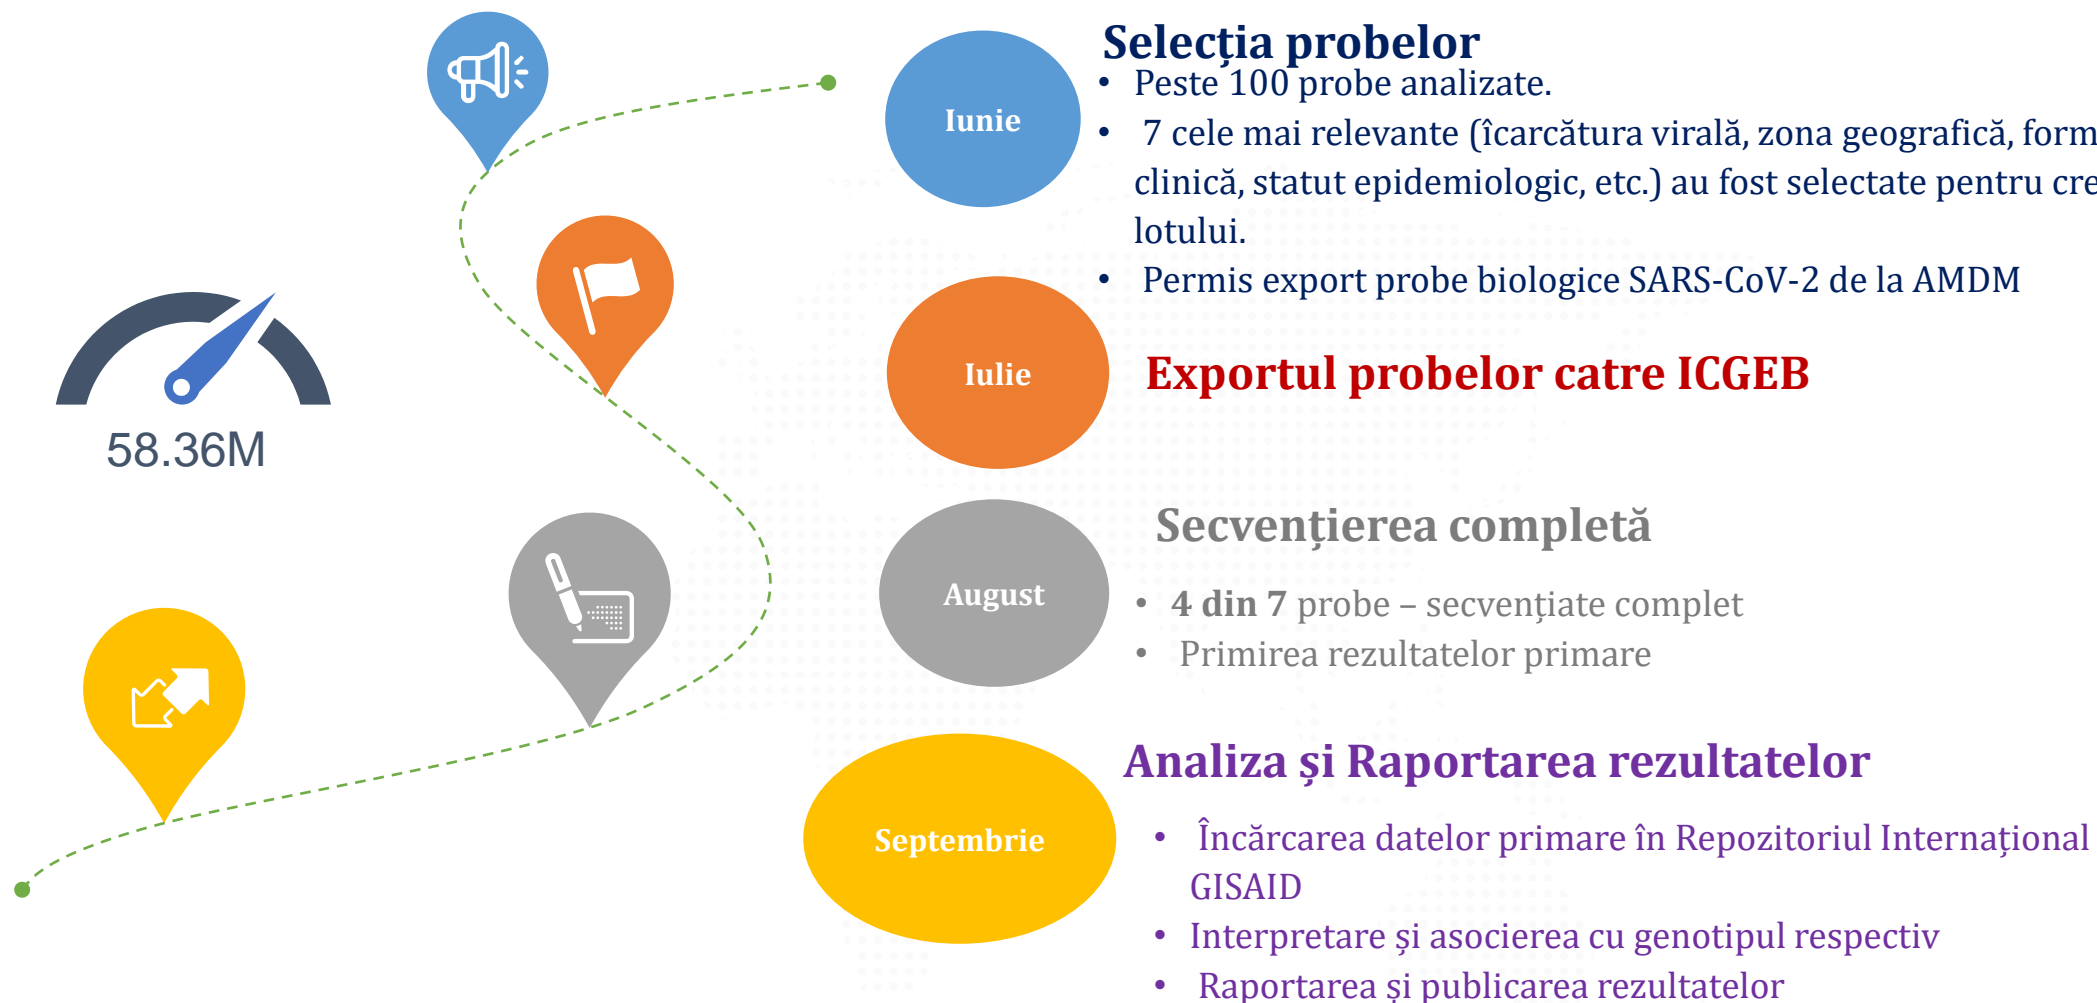 Selecția probelor
Iunie
• Peste 100 probe analizate.
• 7 cele mai relevante (îcarcătura virală, zona geografică, form
clinică, statut epidemiologic, etc.) au fost selectate pentru cre
lotului.
• Permis export probe biologice SARS-CoV-2 de la AMDM
Iulie
Exportul probelor catre ICGEB
58.36M
Secvențierea completă
August
• 4 din 7 probe – secvențiate complet
• Primirea rezultatelor primare
Analiza și Raportarea rezultatelor
Septembrie
• Încărcarea datelor primare în Repozitoriul Internațional
GISAID
• Interpretare și asocierea cu genotipul respectiv
• Raportarea și publicarea rezultatelor